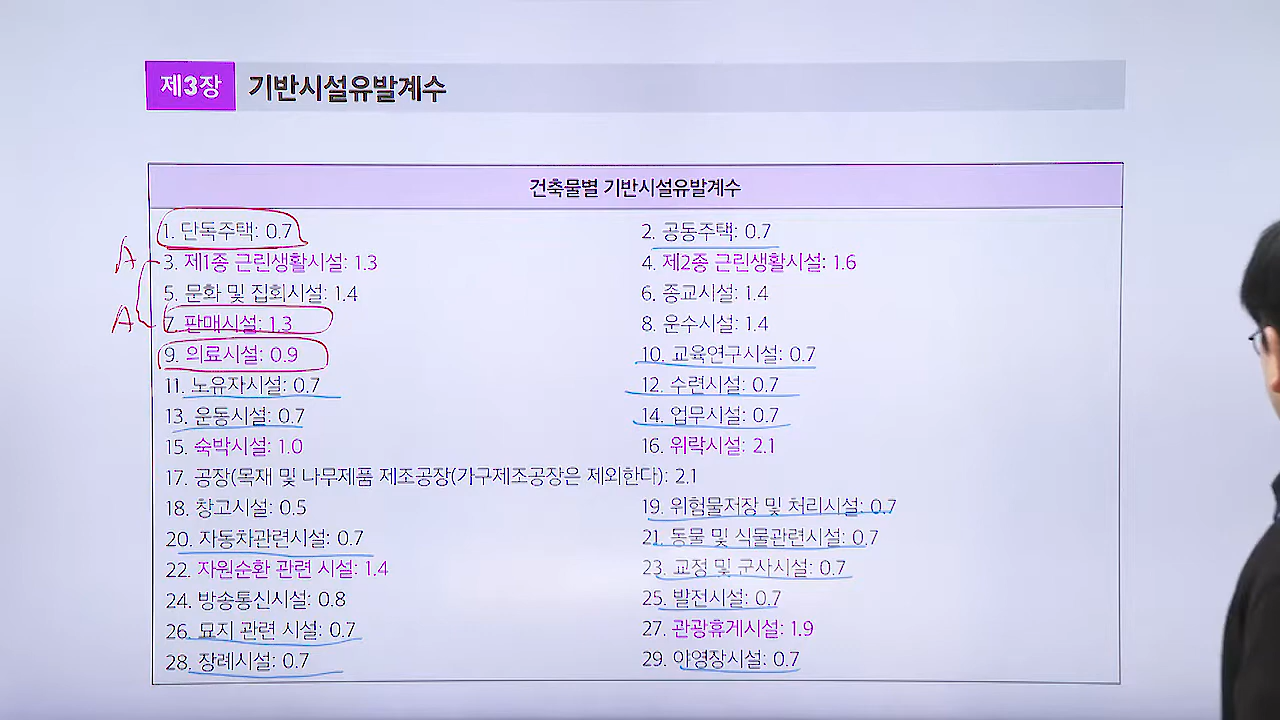 제3장 기반시설유발계수
건축물별 기반시설유발계수
1. 단독주택: 0.7 2. 공동주택: 0.7
A 3. 제1종 근린생활시설: 1.3 4. 제2종 근린생활시설: 1.6
5. 문화 및 집회시설: 1.4 6. 종교시설: 1.4
A 7. 판매시설: 1.3 8. 운수시설: 1.4
9. 의료시설: 0.9 10. 교육연구시설: 0.7
11. 노유자시설: 0.7 12. 수련시설: 0.7
13. 운동시설: 0.7 14. 업무시설: 0.7
15. 숙박시설: 1.0 16. 위락시설: 2.1
17. 공장(목재 및 나무제품 제조공장(가구제조공장은 제외한다): 2.1
18. 창고시설: 0.5 19. 위험물저장 및 처리시설: 0.7
20. 자동차관련시설: 0.7 21. 동물 및 식물관련시설: 0.7
22. 자원순환 관련 시설: 1.4 23. 교정 및 군사시설: 0.7
24. 방송통신시설: 0.8 25. 발전시설: 0.7
26. 묘지 관련 시설: 0.7 27. 관광휴게시설: 1.9
28. 장례시설: 0.7 29. 야영장시설: 0.7